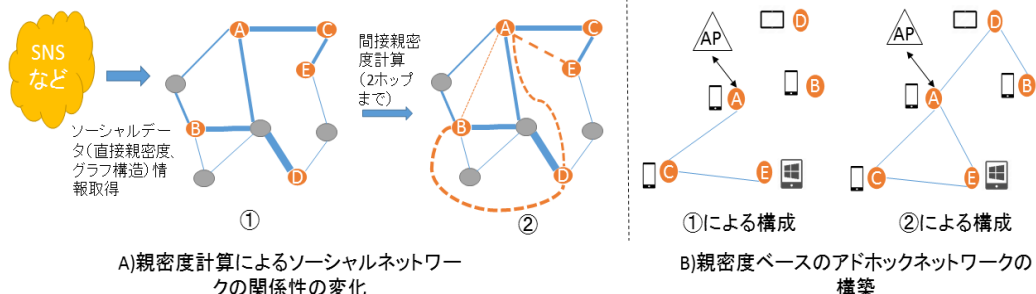 SNS
など
ソーシャルデー
タ(直接親密度、
グラフ構造)情
報取得
A
C
E
B
D
①
間接親密
度計算
(2ホップ
まで)
A
C
E
B
D
②
A)親密度計算によるソーシャルネットワー
クの関係性の変化
AP
D
A
B
C
E
①による構成
AP
D
A
B
C
E
②による構成
B)親密度ベースのアドホックネットワークの
構築